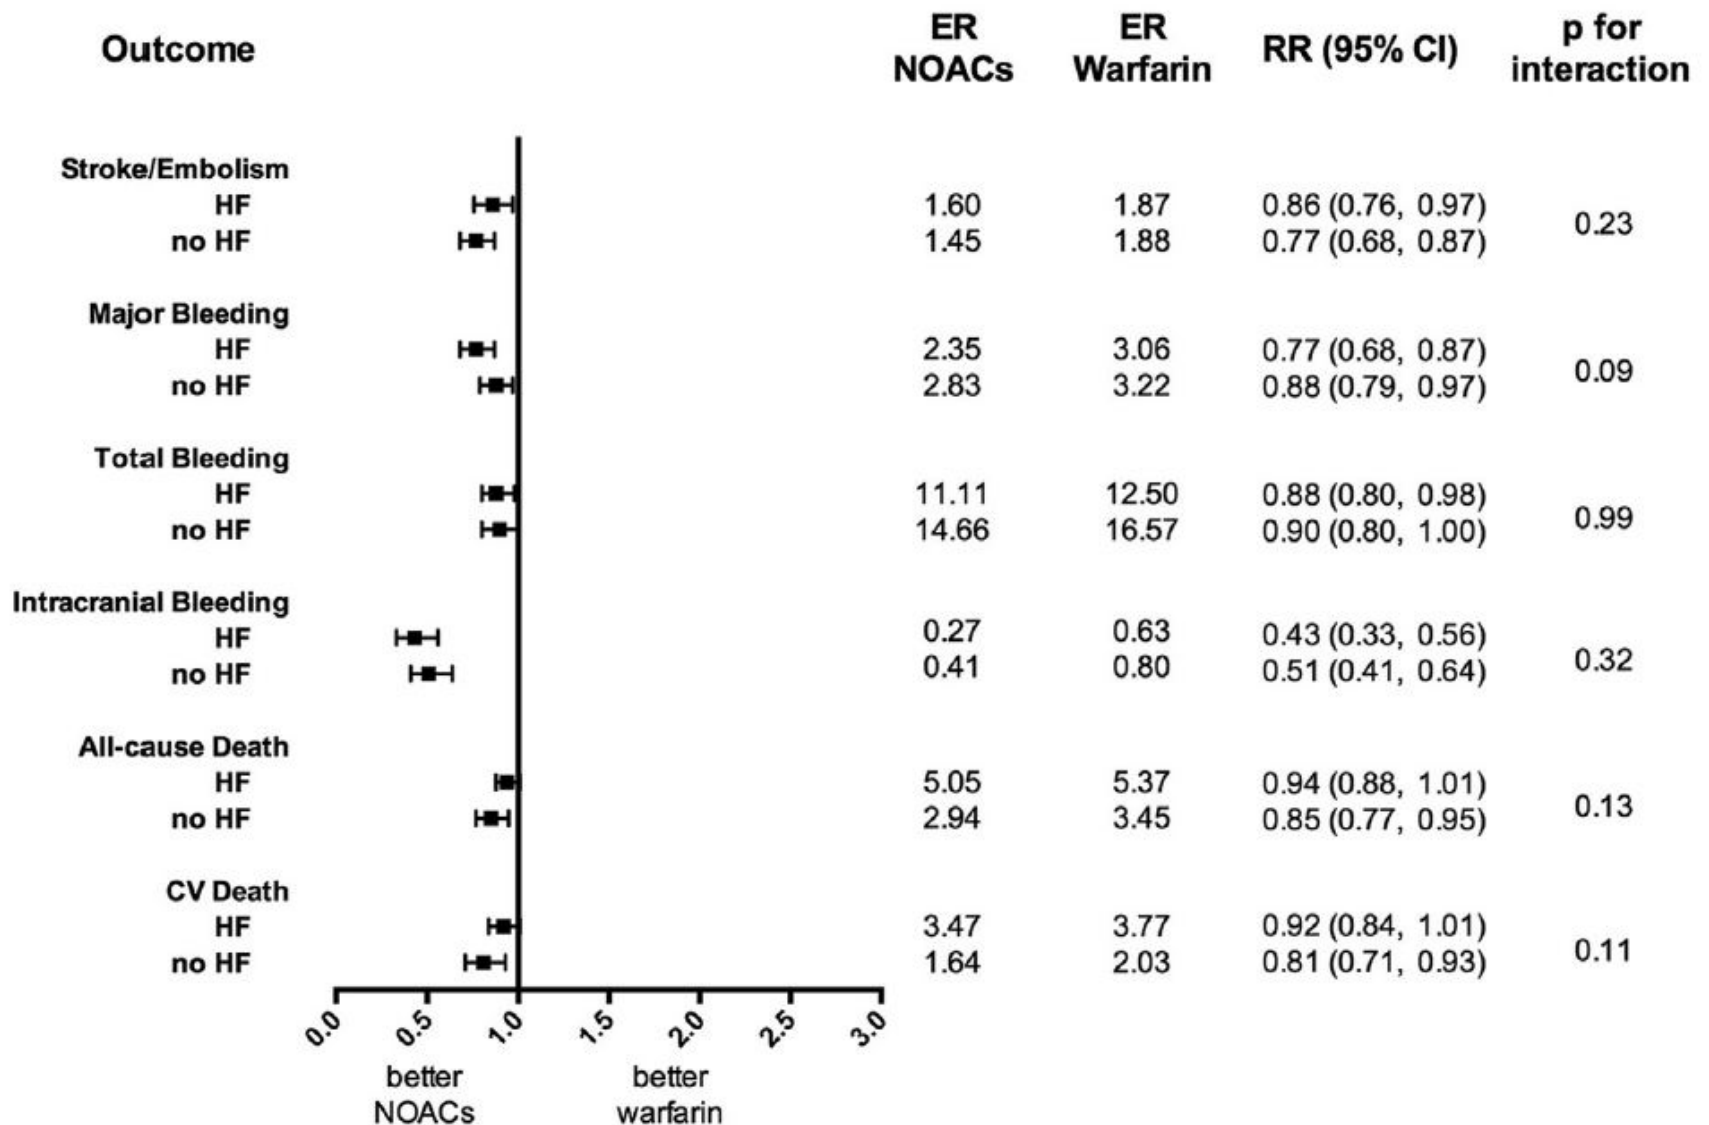 Outcome ER NOACs ER Warfarin RR (95% CI) p for interaction
Stroke/Embolism
HF 1.60 1.87 0.86 (0.76, 0.97)
0.23
no HF 1.45 1.88 0.77 (0.68, 0.87)
Major Bleeding
HF 2.35 3.06 0.77 (0.68, 0.87)
0.09
no HF 2.83 3.22 0.88 (0.79, 0.97)
Total Bleeding
HF 11.11 12.50 0.88 (0.80, 0.98)
0.99
no HF 14.66 16.57 0.90 (0.80, 1.00)
Intracranial Bleeding
HF 0.27 0.63 0.43 (0.33, 0.56)
0.32
no HF 0.41 0.80 0.51 (0.41, 0.64)
All-cause Death
HF 5.05 5.37 0.94 (0.88, 1.01)
0.13
no HF 2.94 3.45 0.85 (0.77, 0.95)
CV Death
HF 3.47 3.77 0.92 (0.84, 1.01)
0.11
no HF 1.64 2.03 0.81 (0.71, 0.93)
0.0 0.5 1.0 1.5 2.0 2.5 3.0
better better
NOACs warfarin